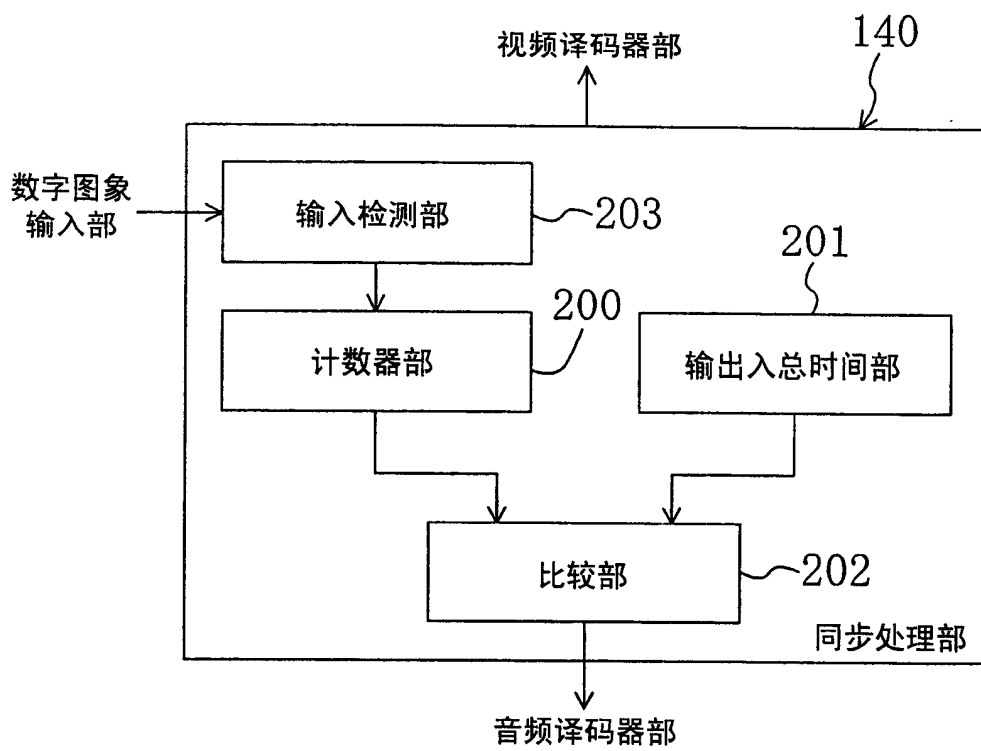 视频译码器部
140
数字图象
输入部
输入检测部
203
201
计数器部
200
输出入总时间部
比较部
202
同步处理部
音频译码器部